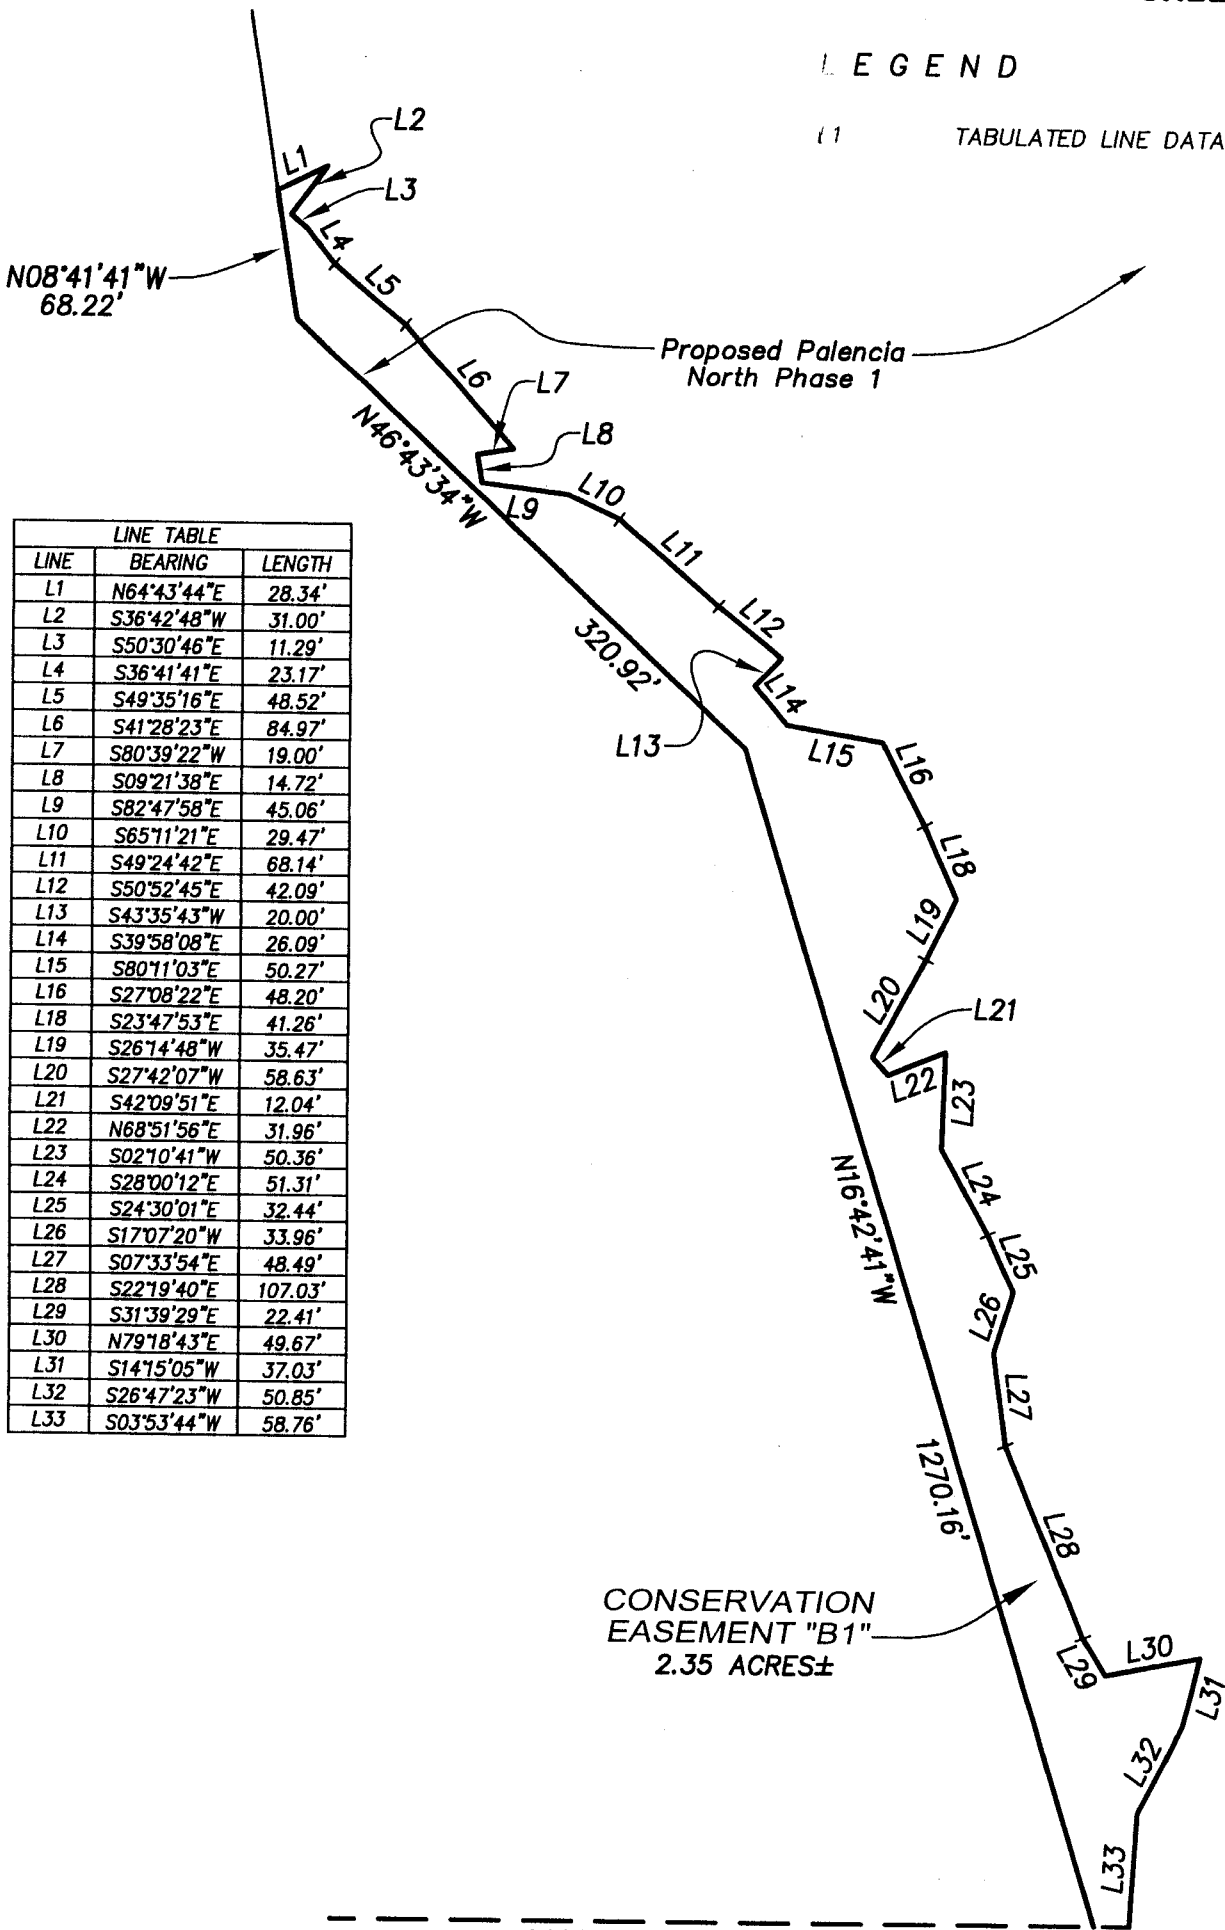 LEGEND
L1 TABULATED LINE DATA
L1
L2
L3
L4
L5
N08°41'41"W
68.22'
Proposed Palencia
North Phase 1
L6
L7
L8
N46°43'34"W
320.92'
L9
L10
L11
L12
L13
L14
L15
L16
L18
L19
L20
L21
L22
L23
L24
L25
L26
L27
N16°42'41"W
1270.16'
L28
CONSERVATION
EASEMENT "B1"
2.35 ACRES±
L29
L30
L31
L32
L33
LINE TABLE
LINE BEARING LENGTH
L1 N64°43'44"E 28.34'
L2 S36°42'48"W 31.00'
L3 S50°30'46"E 11.29'
L4 S36°41'41"E 23.17'
L5 S49°35'16"E 48.52'
L6 S41°28'23"E 84.97'
L7 S80°39'22"W 19.00'
L8 S09°21'38"E 14.72'
L9 S82°47'58"E 45.06'
L10 S65°11'21"E 29.47'
L11 S49°24'42"E 68.14'
L12 S50°52'45"E 42.09'
L13 S43°35'43"W 20.00'
L14 S39°58'08"E 26.09'
L15 S80°11'03"E 50.27'
L16 S27°08'22"E 48.20'
L18 S23°47'53"E 41.26'
L19 S26°14'48"W 35.47'
L20 S27°42'07"W 58.63'
L21 S42°09'51"E 12.04'
L22 N68°51'56"E 31.96'
L23 S02°10'41"W 50.36'
L24 S28°00'12"E 51.31'
L25 S24°30'01"E 32.44'
L26 S17°07'20"W 33.96'
L27 S07°33'54"E 48.49'
L28 S22°19'40"E 107.03'
L29 S31°39'29"E 22.41'
L30 N79°18'43"E 49.67'
L31 S14°15'05"W 37.03'
L32 S26°47'23"W 50.85'
L33 S03°53'44"W 58.76'